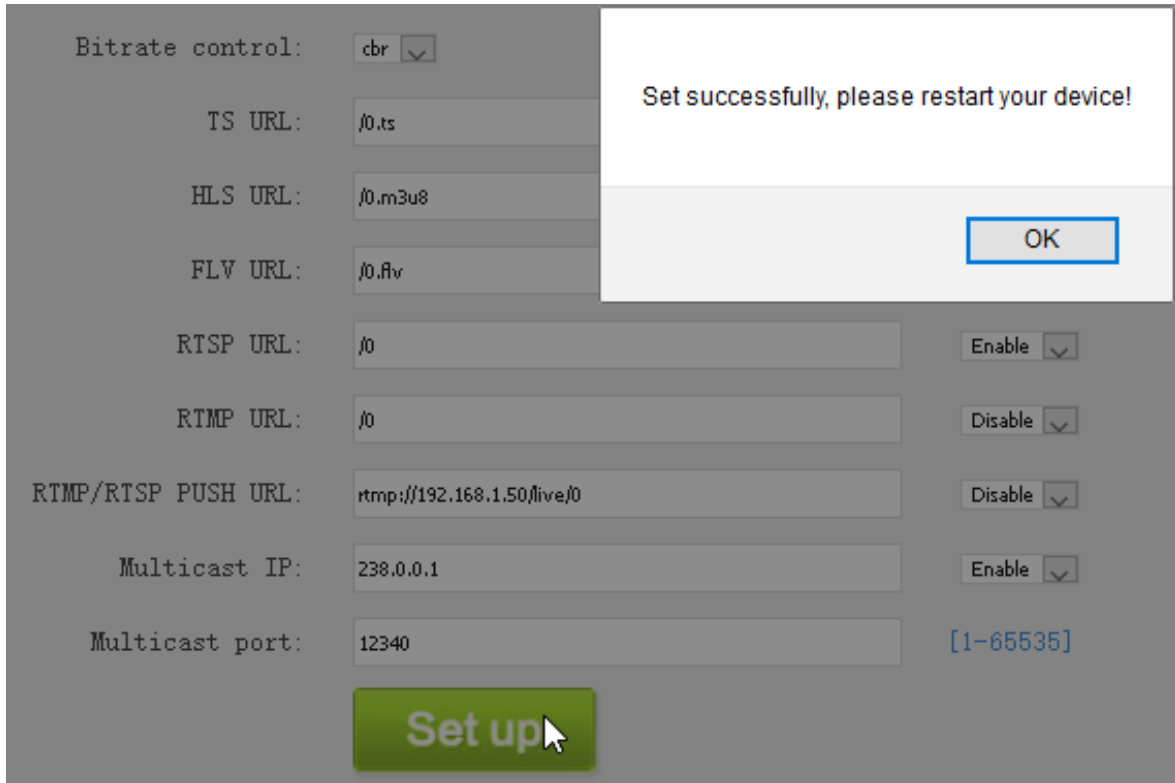 Bitrate control: cbr
Set successfully, please restart your device!
TS URL: /0.ts
HLS URL: /0.m3u8
OK
FLV URL: /0.flv
RTSP URL: /0 Enable
RTMP URL: /0 Disable
RTMP/RTSP PUSH URL: rtmp://192.168.1.50/live/0 Disable
Multicast IP: 238.0.0.1 Enable
Multicast port: 12340 [1-65535]
Set up